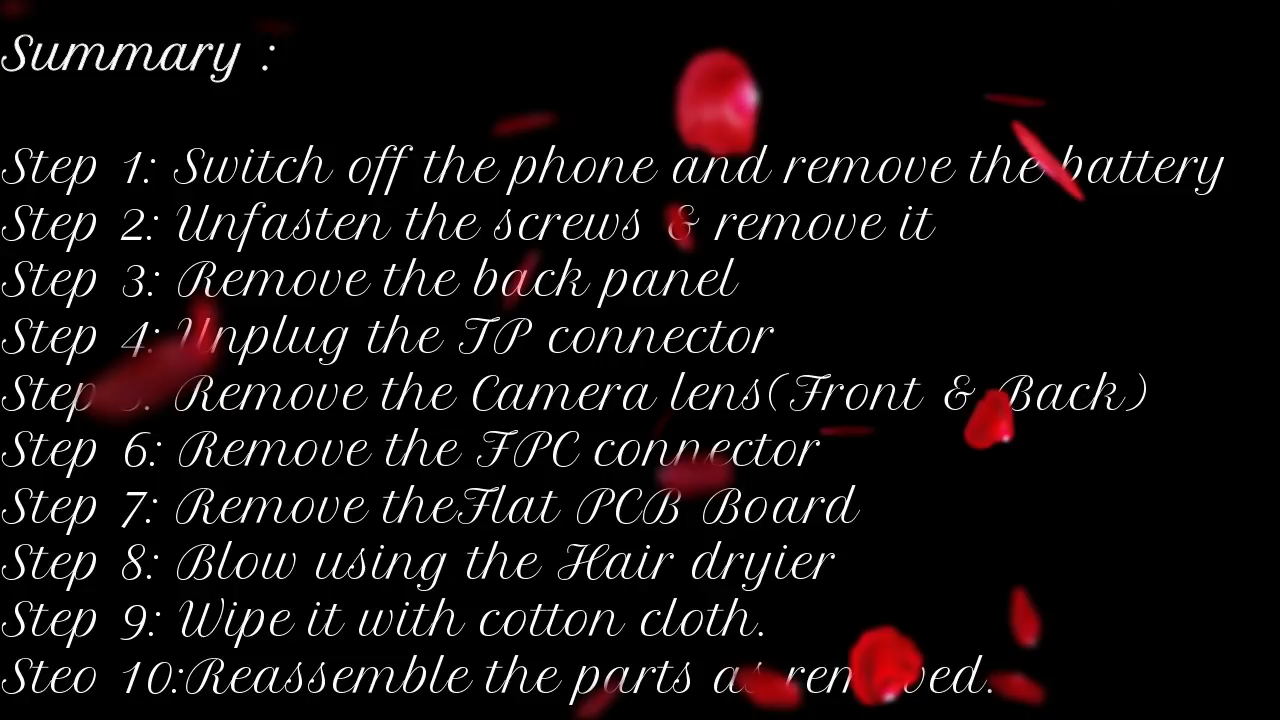 Summary :
Step 1: Switch off the phone and remove the battery
Step 2: Unfasten the screws & remove it
Step 3: Remove the back panel
Step 4: Unplug the TP connector
Step 5: Remove the Camera lens(Front & Back)
Step 6: Remove the FPC connector
Step 7: Remove theFlat PCB Board
Step 8: Blow using the Hair dryier
Step 9: Wipe it with cotton cloth.
Steo 10:Reassemble the parts as removed.